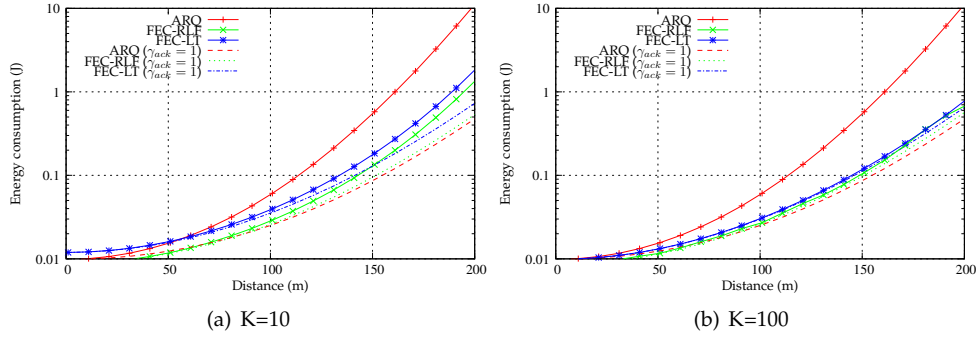 10
1
0.1
0.01
0
50
100
150
200
Energy consumption (J)
Distance (m)
ARQ
FEC-RLF
FEC-LT
ARQ (γack = 1)
FEC-RLF (γack = 1)
FEC-LT (γack = 1)
(a) K=10
10
1
0.1
0.01
0
50
100
150
200
Energy consumption (J)
Distance (m)
ARQ
FEC-RLF
FEC-LT
ARQ (γack = 1)
FEC-RLF (γack = 1)
FEC-LT (γack = 1)
(b) K=100